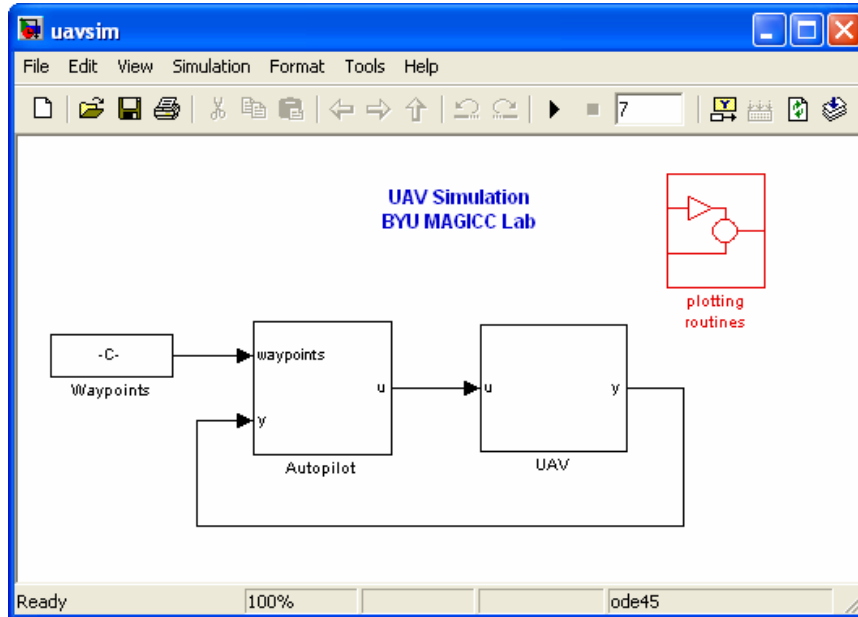 uavsim
File Edit View Simulation Format Tools Help
7
Y
UAV Simulation
BYU MAGICC Lab
plotting
routines
-C-
Waypoints
waypoints
u
y
Autopilot
u
y
UAV
Ready 100% ode45